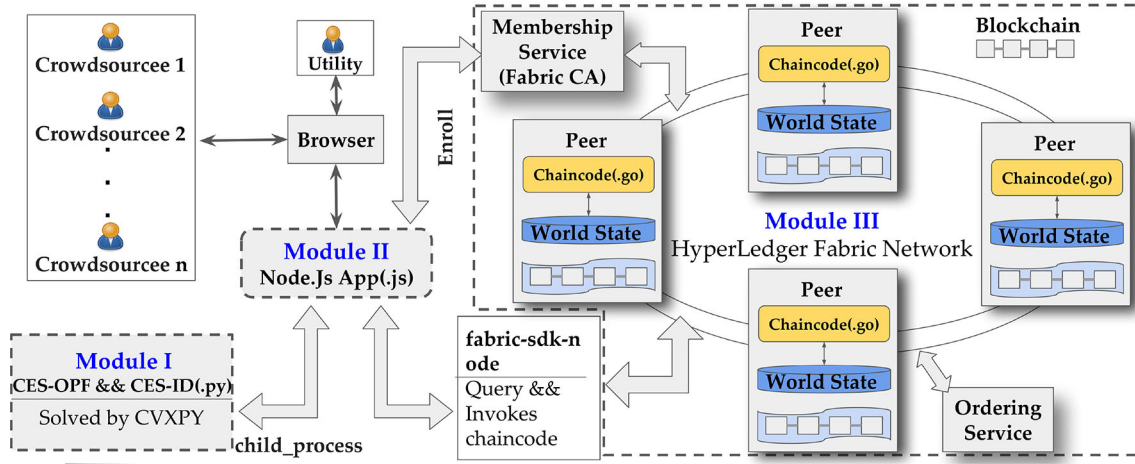 Crowdsourcee 1
Crowdsourcee 2
.
.
.
Crowdsourcee n
Utility
Browser
Enroll
Module II
Node.Js App(.js)
Module I
CES-OPF && CES-ID(.py)
Solved by CVXPY
child_process
fabric-sdk-n
ode
Query &&
Invokes
chaincode
Membership
Service
(Fabric CA)
Peer
Chaincode(.go)
World State
Blockchain
Peer
Chaincode(.go)
World State
Module III
HyperLedger Fabric Network
Peer
Chaincode(.go)
World State
Peer
Chaincode(.go)
World State
Ordering
Service